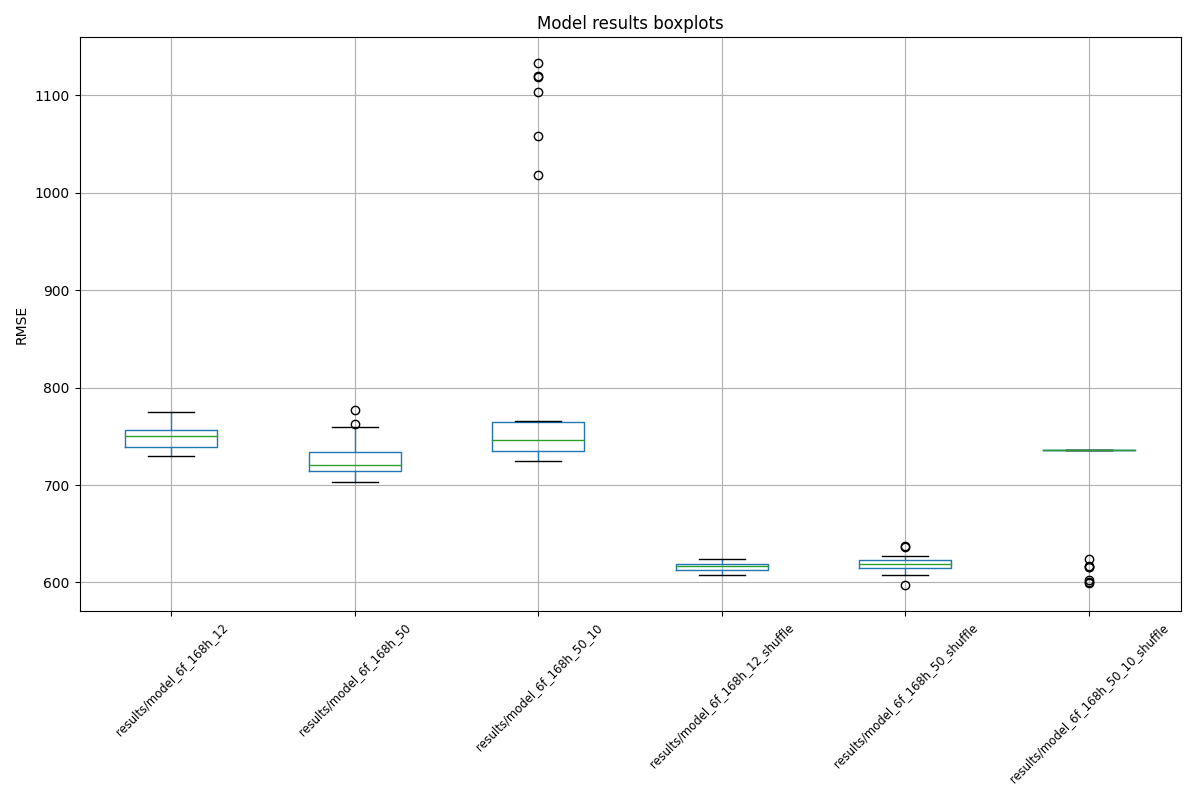 Model results boxplots
RMSE
1100
1000
900
800
700
600
results/model_6f_168h_12
results/model_6f_168h_50
results/model_6f_168h_50_10
results/model_6f_168h_12_shuffle
results/model_6f_168h_50_shuffle
results/model_6f_168h_50_10_shuffle